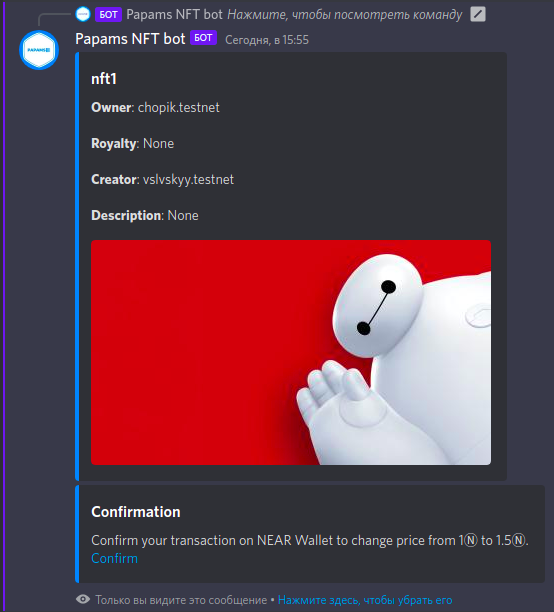 БОТ Papams NFT bot Нажмите, чтобы посмотреть команду
PAPAMS
Papams NFT bot БОТ Сегодня, в 15:55
nft1
Owner: chopik.testnet
Royalty: None
Creator: vslvskyy.testnet
Description: None
Confirmation
Confirm your transaction on NEAR Wallet to change price from 1Ⓝ to 1.5Ⓝ.
Confirm
Только вы видите это сообщение • Нажмите здесь, чтобы убрать его